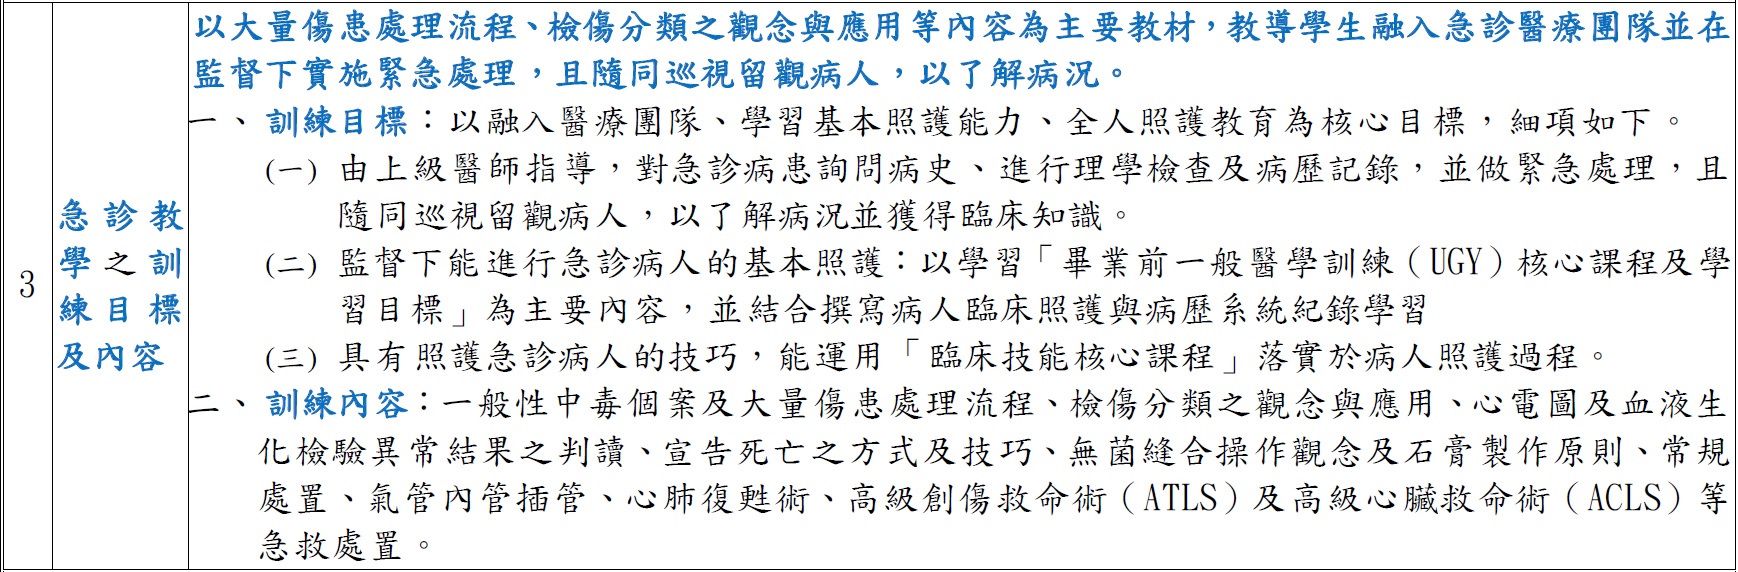 3
急診教
學之訓
練目標
及內容
以大量傷患處理流程、檢傷分類之觀念與應用等內容為主要教材，教導學生融入急診醫療團隊並在
監督下實施緊急處理，且隨同巡視留觀病人，以了解病況。
一、訓練目標：以融入醫療團隊、學習基本照護能力、全人照護教育為核心目標，細項如下。
(一) 由上級醫師指導，對急診病患詢問病史、進行理學檢查及病歷記錄，並做緊急處理，且
隨同巡視留觀病人，以了解病況並獲得臨床知識。
(二) 監督下能進行急診病人的基本照護：以學習「畢業前一般醫學訓練（UGY）核心課程及學
習目標」為主要內容，並結合撰寫病人臨床照護與病歷系統紀錄學習
(三) 具有照護急診病人的技巧，能運用「臨床技能核心課程」落實於病人照護過程。
二、訓練內容：一般性中毒個案及大量傷患處理流程、檢傷分類之觀念與應用、心電圖及血液生
化檢驗異常結果之判讀、宣告死亡之方式及技巧、無菌縫合操作觀念及石膏製作原則、常規
處置、氣管內管插管、心肺復甦術、高級創傷救命術（ATLS）及高級心臟救命術（ACLS）等
急救處置。